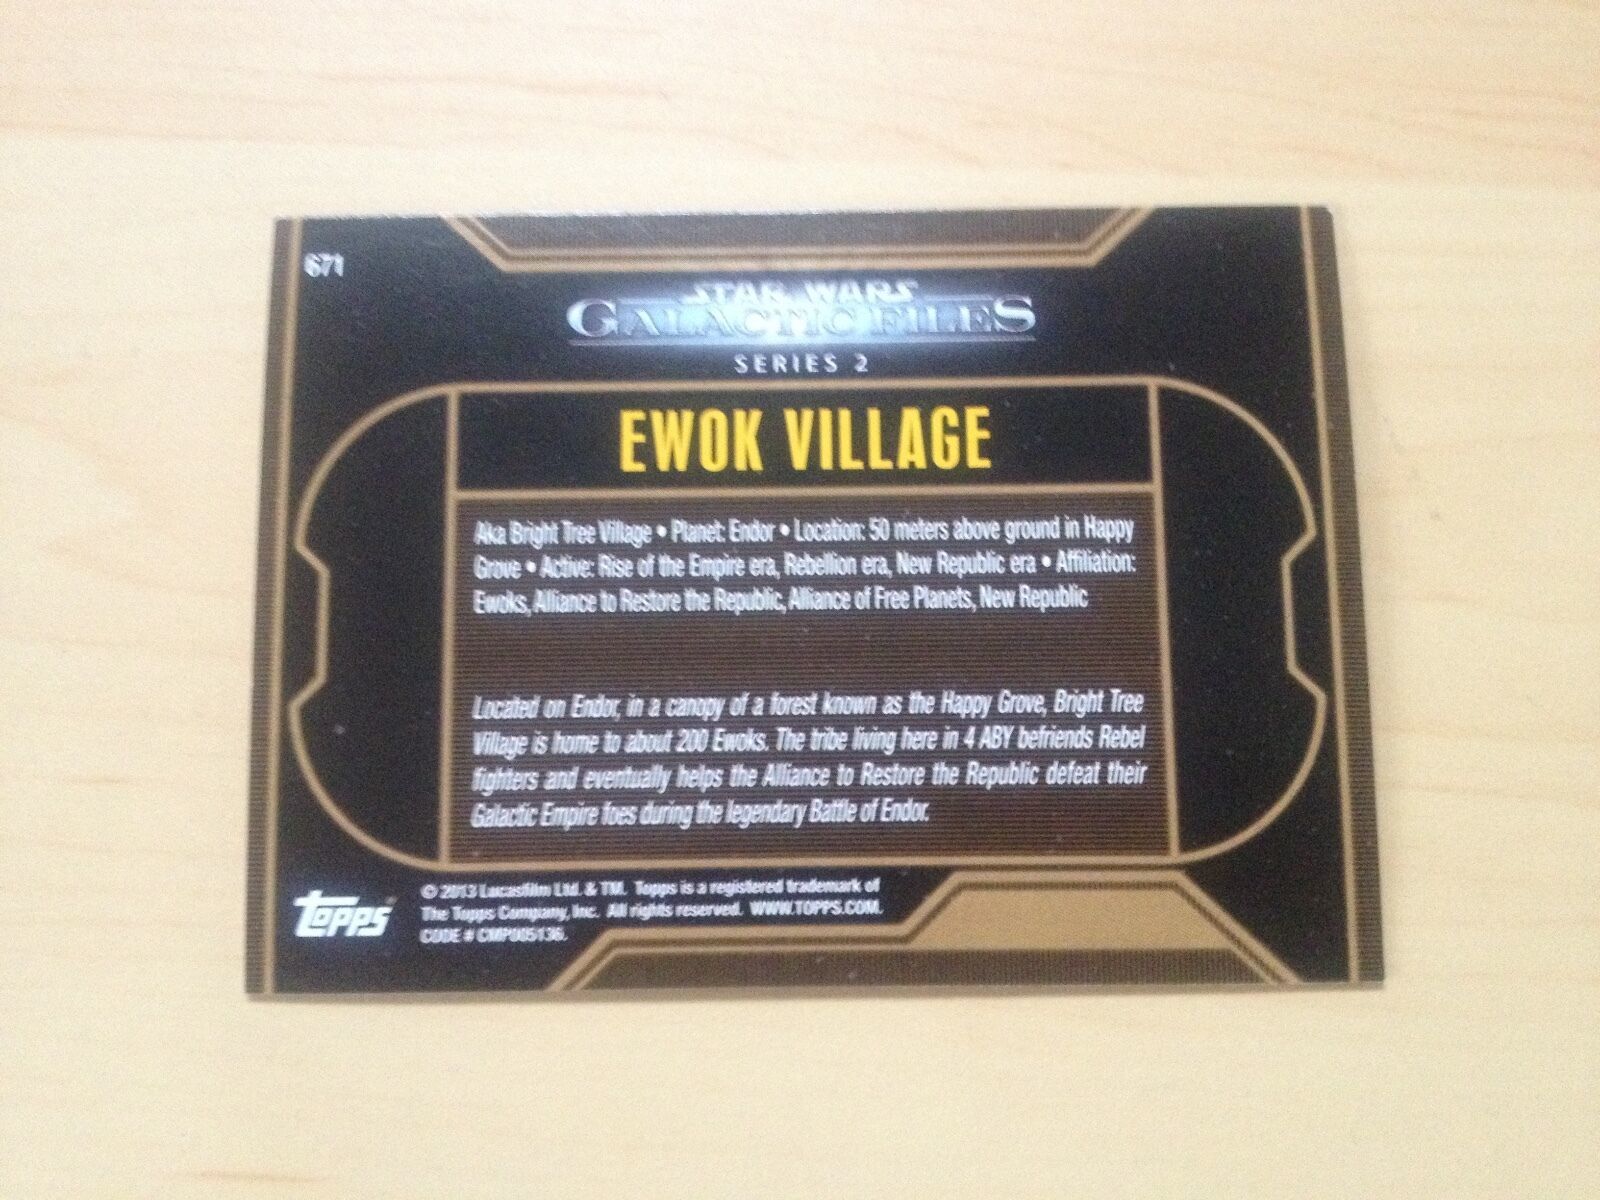 671
STAR WARS
GALACTIC FILES
SERIES 2
EWOK VILLAGE
Aka Bright Tree Village • Planet: Endor • Location: 50 meters above ground in Happy
Grove • Active: Rise of the Empire era, Rebellion era, New Republic era • Affiliation:
Ewoks, Alliance to Restore the Republic, Alliance of Free Planets, New Republic
Located on Endor, in a canopy of a forest known as the Happy Grove, Bright Tree
Village is home to about 200 Ewoks. The tribe living here in 4 ABY befriends Rebel
fighters and eventually helps the Alliance to Restore the Republic defeat their
Galactic Empire foes during the legendary Battle of Endor.
topps
© 2013 Lucasfilm Ltd. & TM. Topps is a registered trademark of
The Topps Company, Inc. All rights reserved. WWW.TOPPS.COM.
CODE # CMP005136.